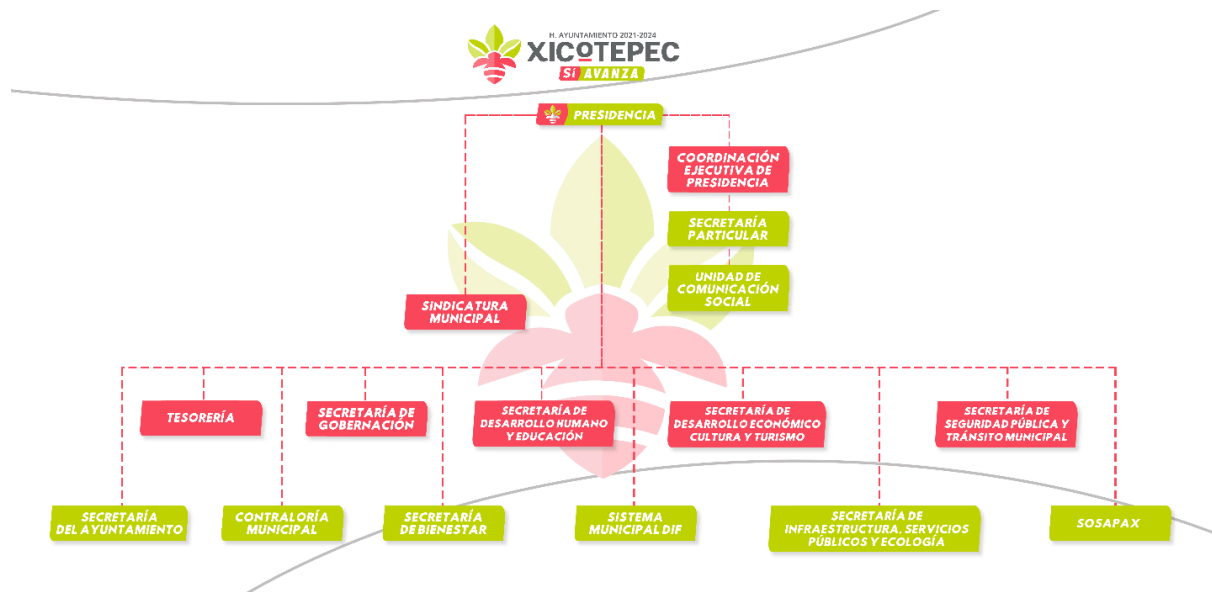 H. AYUNTAMIENTO 2021-2024
XICOTEPEC
SÍ AVANZA
PRESIDENCIA
COORDINACIÓN
EJECUTIVA DE
PRESIDENCIA
SECRETARÍA
PARTICULAR
UNIDAD DE
COMUNICACIÓN
SOCIAL
SINDICATURA
MUNICIPAL
TESORERÍA
SECRETARÍA DE
GOBERNACIÓN
SECRETARÍA DE
DESARROLLO HUMANO
Y EDUCACIÓN
SECRETARÍA DE
DESARROLLO ECONÓMICO
CULTURA Y TURISMO
SECRETARÍA DE
SEGURIDAD PÚBLICA Y
TRÁNSITO MUNICIPAL
SECRETARÍA
DEL AYUNTAMIENTO
CONTRALORÍA
MUNICIPAL
SECRETARÍA
DE BIENESTAR
SISTEMA
MUNICIPAL DIF
SECRETARÍA DE
INFRAESTRUCTURA, SERVICIOS
PÚBLICOS Y ECOLOGÍA
SOSAPAX